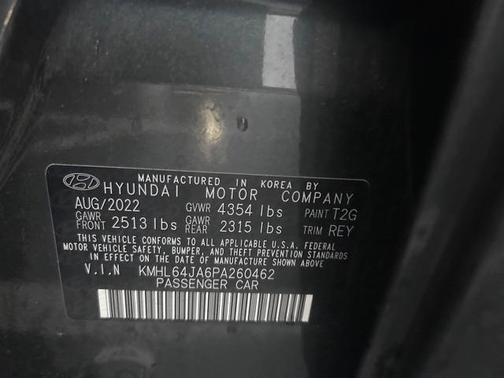 MANUFACTURED IN KOREA BY
HYUNDAI MOTOR COMPANY
AUG/2022 GVWR 4354 lbs PAINT T2G
GAWR FRONT 2513 lbs GAWR REAR 2315 lbs TRIM REY
THIS VEHICLE CONFORMS TO ALL APPLICABLE U.S.A. FEDERAL
MOTOR VEHICLE SAFETY, BUMPER, AND THEFT PREVENTION STANDARDS
IN EFFECT ON THE DATE OF MANUFACTURE SHOWN ABOVE.
V.I.N KMHL64JA6PA260462
PASSENGER CAR